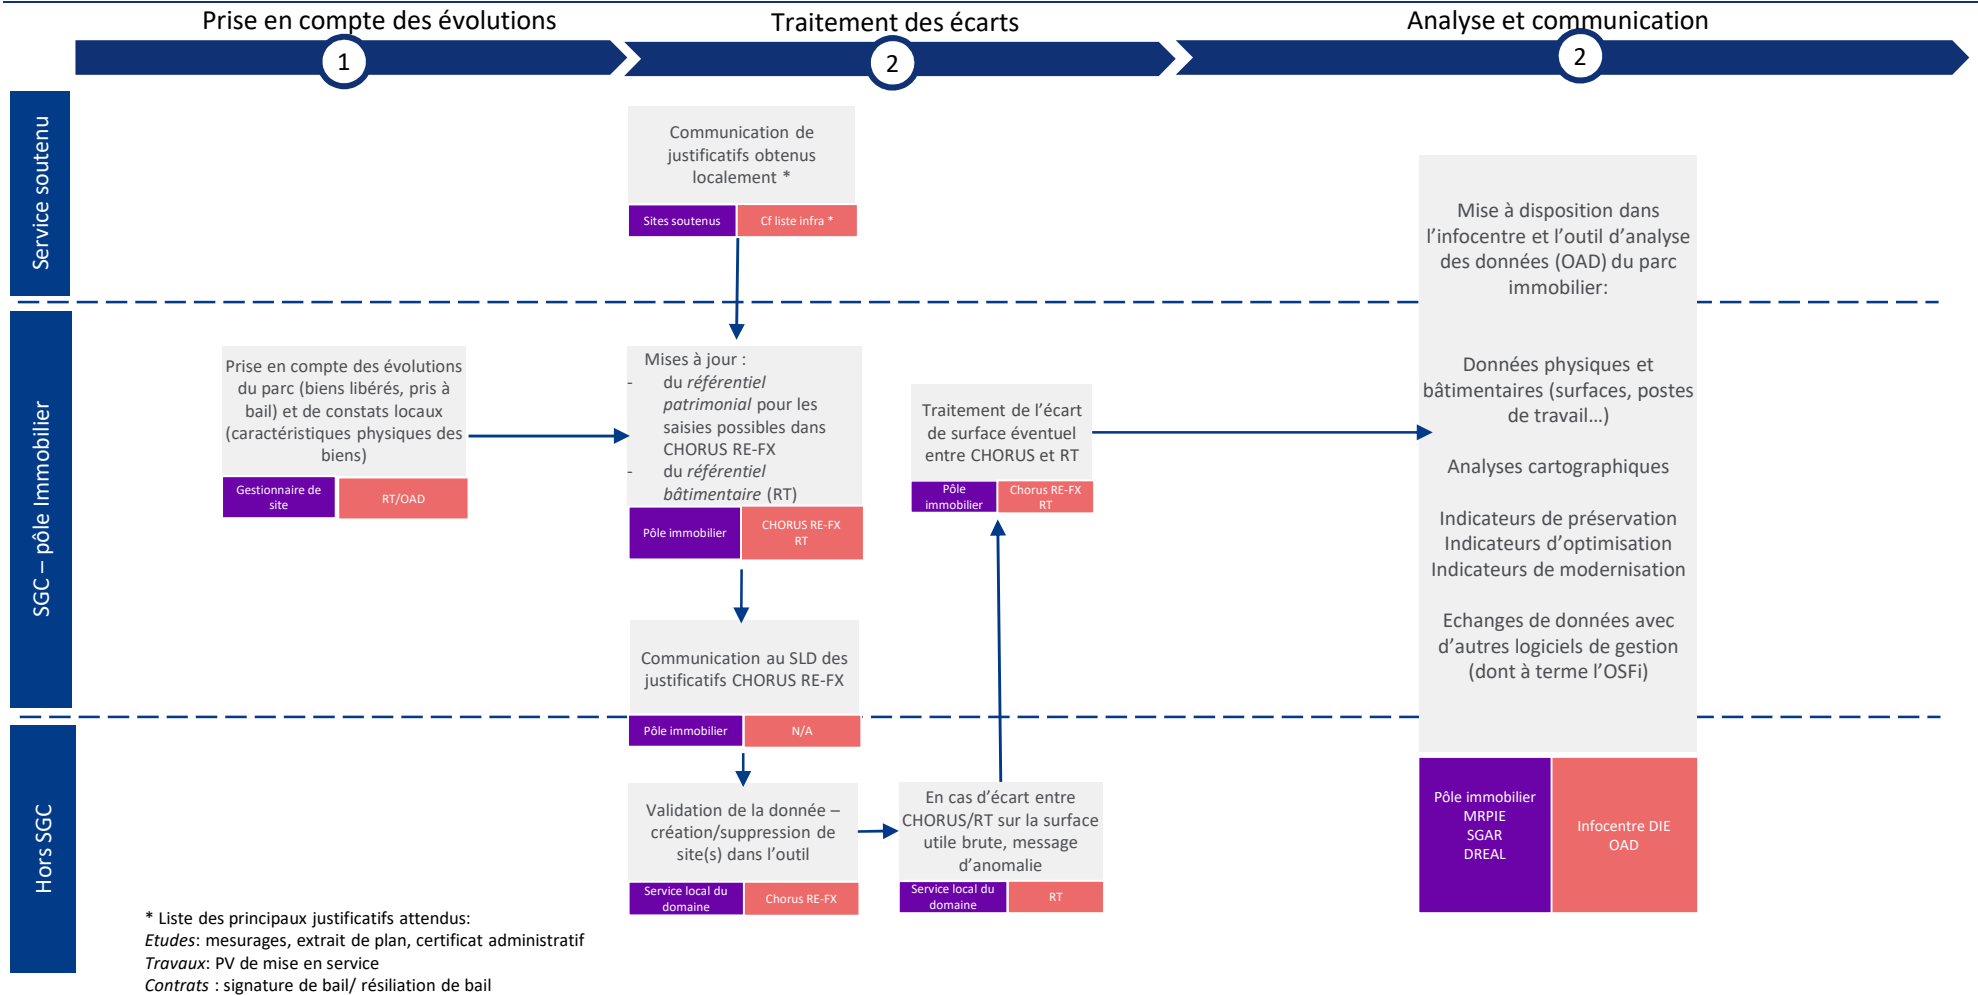 Prise en compte des évolutions
Traitement des écarts
Analyse et communication
1
2
2
Service soutenu
Communication de
justificatifs obtenus
localement *
Sites soutenus
Cf liste infra *
SGC – pôle Immobilier
Prise en compte des évolutions
du parc (biens libérés, pris à
bail) et de constats locaux
(caractéristiques physiques des
biens)
Gestionnaire de
site
RT/OAD
Mises à jour :
- du référentiel
patrimonial pour les
saisies possibles dans
CHORUS RE-FX
- du référentiel
bâtimentaire (RT)
Pôle immobilier
CHORUS RE-FX
RT
Communication au SLD des
justificatifs CHORUS RE-FX
Pôle immobilier
N/A
Traitement de l’écart
de surface éventuel
entre CHORUS et RT
Pôle
immobilier
Chorus RE-FX
RT
Hors SGC
Validation de la donnée –
création/suppression de
site(s) dans l’outil
Service local du
domaine
Chorus RE-FX
En cas d’écart entre
CHORUS/RT sur la surface
utile brute, message
d’anomalie
Service local du
domaine
RT
Mise à disposition dans
l’infocentre et l’outil d’analyse
des données (OAD) du parc
immobilier:
Données physiques et
bâtimentaires (surfaces, postes
de travail…)
Analyses cartographiques
Indicateurs de préservation
Indicateurs d’optimisation
Indicateurs de modernisation
Echanges de données avec
d’autres logiciels de gestion
(dont à terme l’OSFi)
Pôle immobilier
MRPIE
SGAR
DREAL
Infocentre DIE
OAD
* Liste des principaux justificatifs attendus:
Etudes: mesurages, extrait de plan, certificat administratif
Travaux: PV de mise en service
Contrats : signature de bail/ résiliation de bail